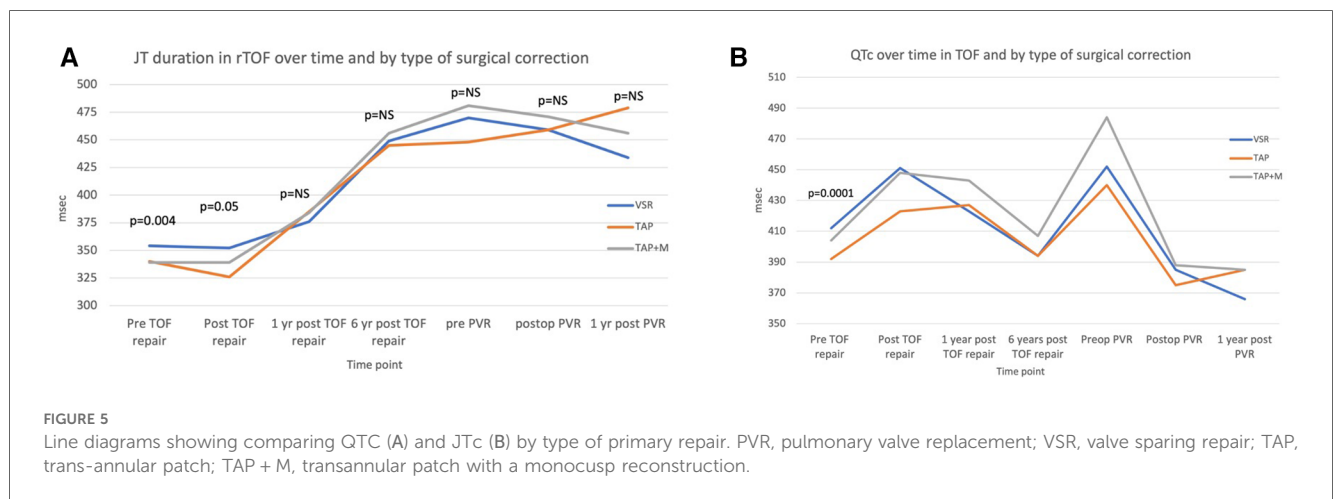 A
JT duration in rTOF over time and by type of surgical correction
500
475
450
425
400
375
350
325
300
msec
p=0.004
p=0.05
p=NS
p=NS
p=NS
p=NS
p=NS
VSR
TAP
TAP+M
Pre TOF
repair
Post TOF
repair
1 yr post TOF
repair
6 yr post TOF
repair
pre PVR
postop PVR
1 yr post PVR
Time point
B
QTc over time in TOF and by type of surgical correction
510
490
470
450
430
410
390
370
350
msec
p=0.0001
VSR
TAP
TAP+M
Pre TOF
repair
Post TOF
repair
1 year post
TOF repair
6 years post
TOF repair
Preop PVR
Postop PVR
1 year post
PVR
Time point
FIGURE 5
Line diagrams showing comparing QTC (A) and JTc (B) by type of primary repair. PVR, pulmonary valve replacement; VSR, valve sparing repair; TAP,
trans-annular patch; TAP + M, transannular patch with a monocusp reconstruction.